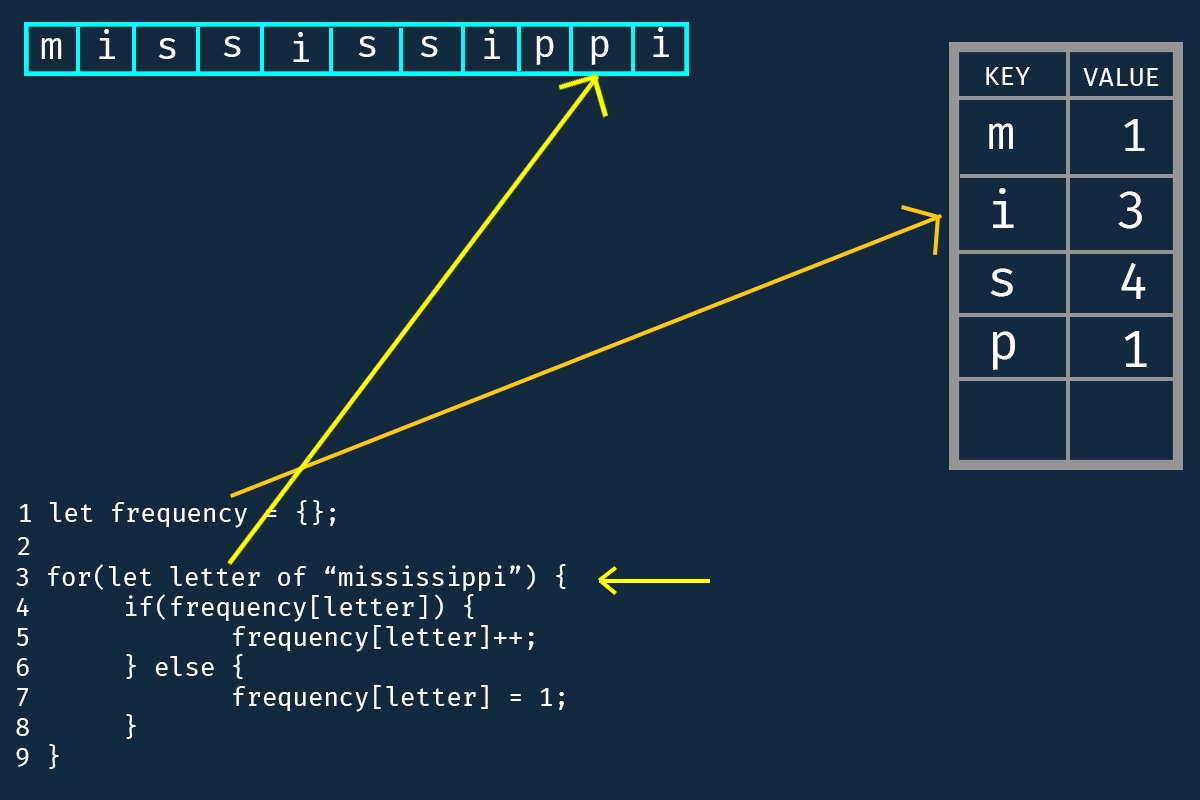 m i s s i s s i p p i
KEY VALUE
m 1
i 3
s 4
p 1
1 let frequency = {};
2
3 for(let letter of “mississippi”) {
4 if(frequency[letter]) {
5 frequency[letter]++;
6 } else {
7 frequency[letter] = 1;
8 }
9 }